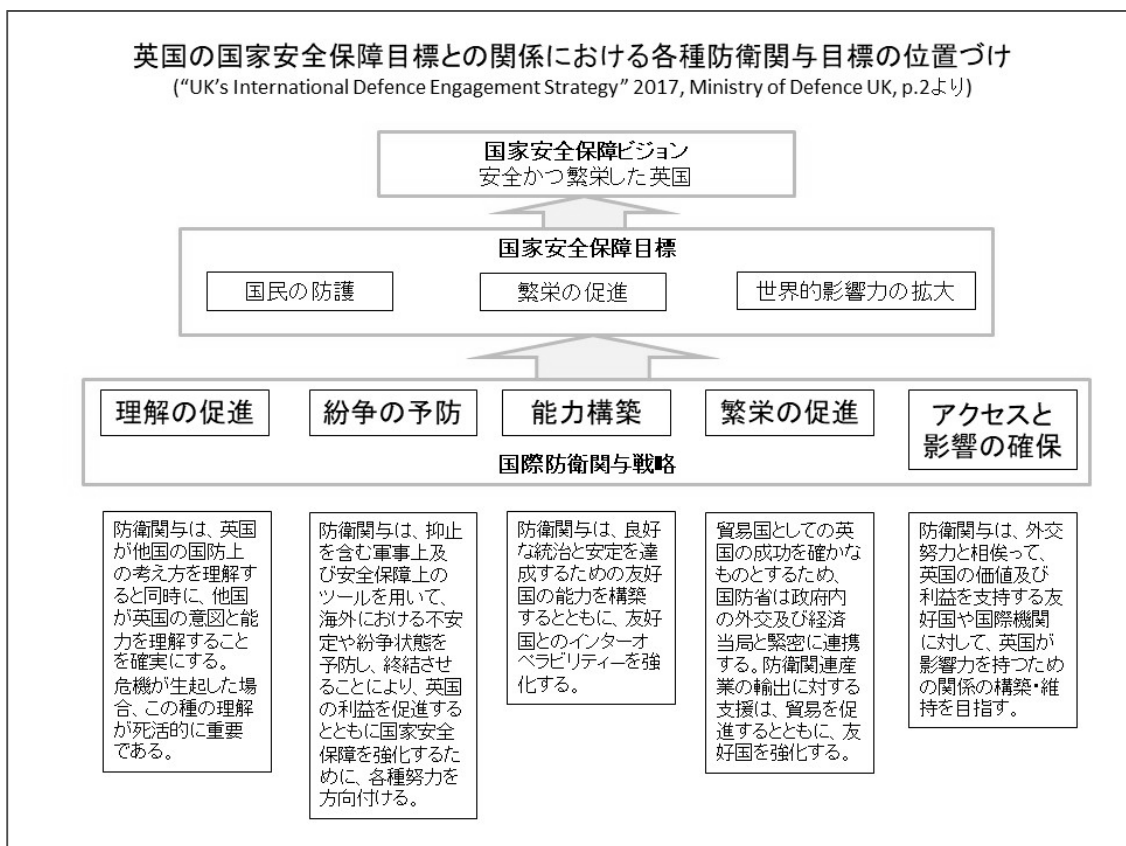 英国の国家安全保障目標との関係における各種防衛関与目標の位置づけ
(“UK’s International Defence Engagement Strategy” 2017, Ministry of Defence UK, p.2より)
国家安全保障ビジョン
安全かつ繁栄した英国
国家安全保障目標
国民の防護
繁栄の促進
世界的影響力の拡大
理解の促進
紛争の予防
能力構築
繁栄の促進
アクセスと
影響の確保
国際防衛関与戦略
防衛関与は、英国
が他国の国防上
の考え方を理解す
ると同時に、他国
が英国の意図と能
力を理解すること
を確実にする。
危機が生起した場
合、この種の理解
が死活的に重要
である。
防衛関与は、抑止
を含む軍事上及
び安全保障上の
ツールを用いて、
海外における不安
定や紛争状態を
予防し、終結させ
ることにより、英国
の利益を促進する
とともに国家安全
保障を強化するた
めに、各種努力を
方向付ける。
防衛関与は、良好
な統治と安定を達
成するための友好
国の能力を構築
するとともに、友好
国とのインターオ
ペラビリティーを強
化する。
貿易国としての英
国の成功を確かな
ものとするため、
国防省は政府内
の外交及び経済
当局と緊密に連携
する。防衛関連産
業の輸出に対する
支援は、貿易を促
進するとともに、友
好国を強化する。
防衛関与は、外交
努力と相俟って、
英国の価値及び
利益を支持する友
好国や国際機関
に対して、英国が
影響力を持つため
の関係の構築・維
持を目指す。